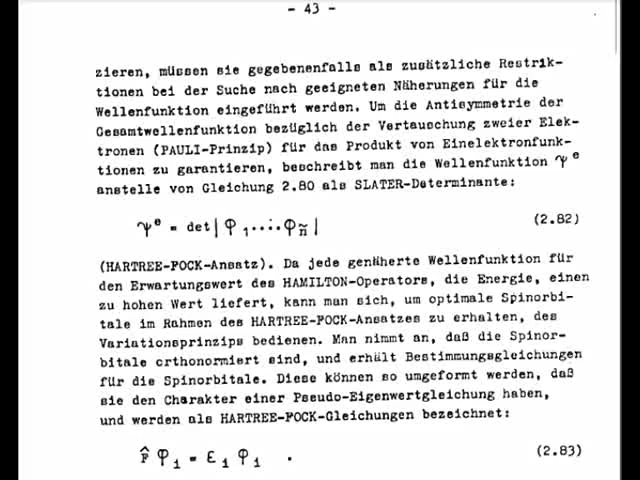 - 43 -
zieren, müssen sie gegebenenfalls als zusätzliche Restrik-
tionen bei der Suche nach geeigneten Näherungen für die
Wellenfunktion eingeführt werden. Um die Antisymmetrie der
Gesamtwellenfunktion bezüglich der Vertauschung zweier Elek-
tronen (PAULI-Prinzip) für das Produkt von Einelektronfunk-
tionen zu garantieren, beschreibt man die Wellenfunktion ψ^e
anstelle von Gleichung 2.80 als SLATER-Determinante:
ψ^e = det|φ_1.....φ_ñ| (2.82)
(HARTREE-FOCK-Ansatz). Da jede genäherte Wellenfunktion für
den Erwartungswert des HAMILTON-Operators, die Energie, einen
zu hohen Wert liefert, kann man sich, um optimale Spinorbi-
tale im Rahmen des HARTREE-FOCK-Ansatzes zu erhalten, des
Variationsprinzips bedienen. Man nimmt an, daß die Spinor-
bitale orthonormiert sind, und erhält Bestimmungsgleichungen
für die Spinorbitale. Diese können so umgeformt werden, daß
sie den Charakter einer Pseudo-Eigenwertgleichung haben,
und werden als HARTREE-FOCK-Gleichungen bezeichnet:
F̂ φ_i = ε_i φ_i . (2.83)